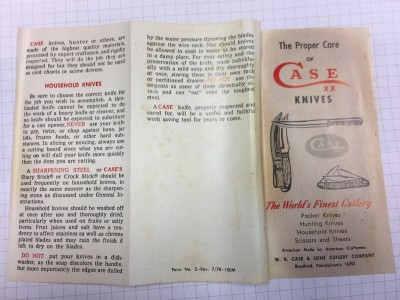 CASE knives, hunter or others, are
made of the highest quality materials,
processed by expert craftsmen, and rigidly
inspected. They will do the job they are
designed for but they should not be used
as cold chisels or screw drivers.
HOUSEHOLD KNIVES
Be sure to choose the correct knife for
the job you wish to accomplish. A thin-
bladed knife cannot be expected to do
the work of a heavy knife or cleaver, and
no knife should be expected to substitute
for a can opener. NEVER use your knife
to pry, twist, or chop against bone, jar
lids, frozen foods, or other hard sub-
stances. In slicing or mincing, always use
a cutting board since what you are cut-
ting on will dull your knife more quickly
than the item you are cutting.
A SHARPENING STEEL or CASE'S
Sharp Stick® or Crock Stick® should be
used frequently on household knives, in
exactly the same manner as the sharpen-
ing stone as discussed under General In-
structions.
Household knives should be washed off
at once after use and thoroughly dried,
particularly when used on fruits or salty
items. Fruit juices and salt have a ten-
dency to affect stainless as well as chrome
plated blades and may ruin the finish if
left to dry on the blades.
DO NOT put your knives in a dish-
washer, as the soap discolors the handle,
but more importantly the edges are dulled
by the water pressure throwing the blades
against the wire rack. Nor should knives
be allowed to soak in water or be stored
in a damp place. For your safety and the
preservation of the knife, wash individu-
ally with a mild soap and dry thoroughly
at once, storing them in their own rack
or partitioned drawer. DO NOT use de-
tergents as some of them chemically at-
tack and can "eat" into the toughest
steel.
A CASE knife, properly respected and
cared for, will be a useful and faithful
work saving tool for years to come.
Form No. 2—Rev. 7/76-100M
The Proper Care
OF
CASE
XX
KNIVES
CASE
The World's Finest Cutlery
Pocket Knives
Hunting Knives
Household Knives
Scissors and Shears
American Made by American Craftsmen
W. R. CASE & SONS CUTLERY COMPANY
Bradford, Pennsylvania 16701